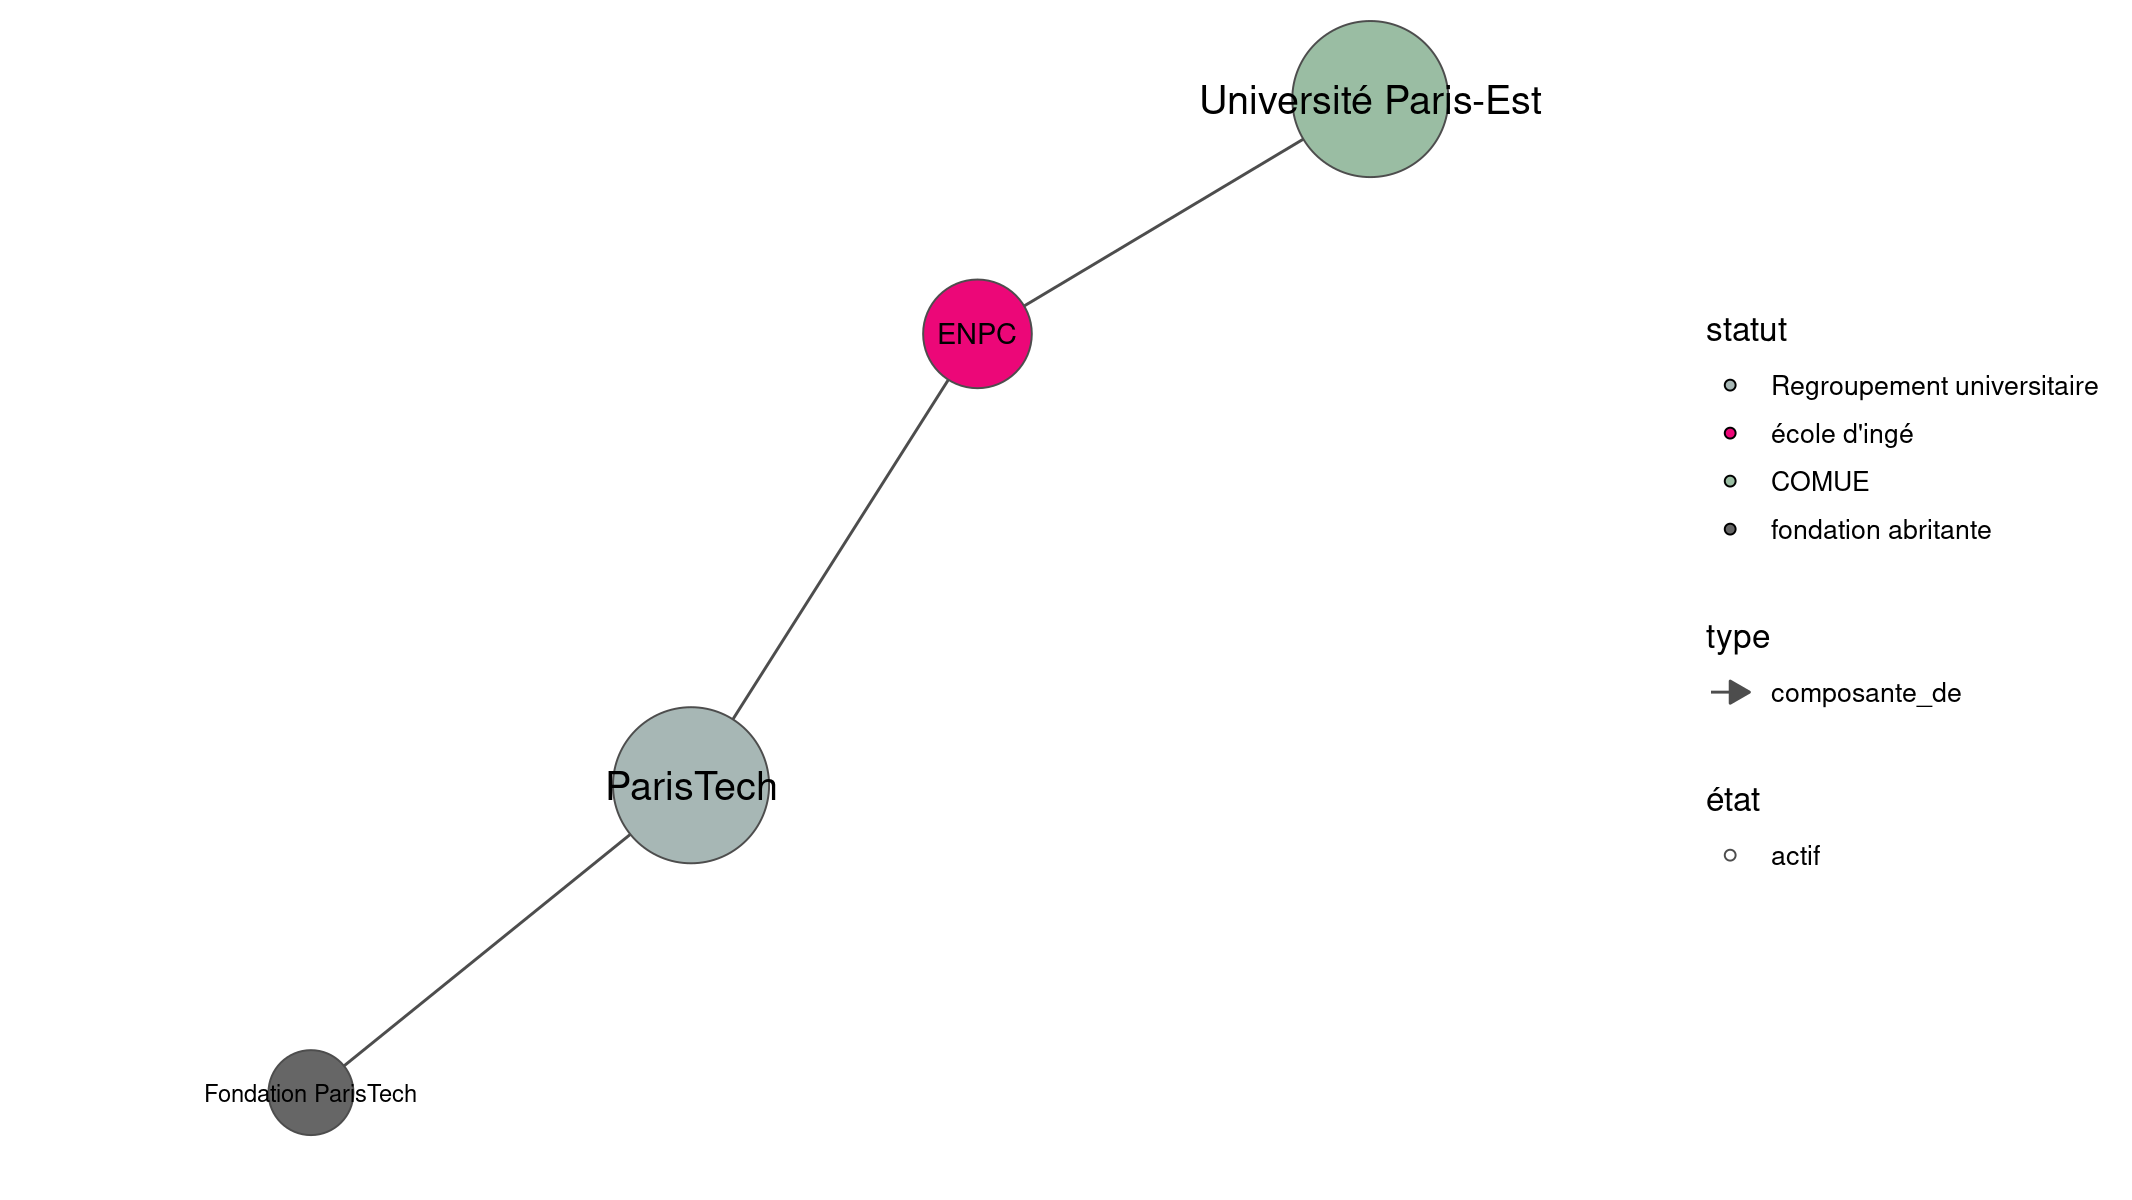 Université Paris-Est
ENPC
ParisTech
Fondation ParisTech
statut
Regroupement universitaire
école d'ingé
COMUE
fondation abritante
type
composante_de
état
actif